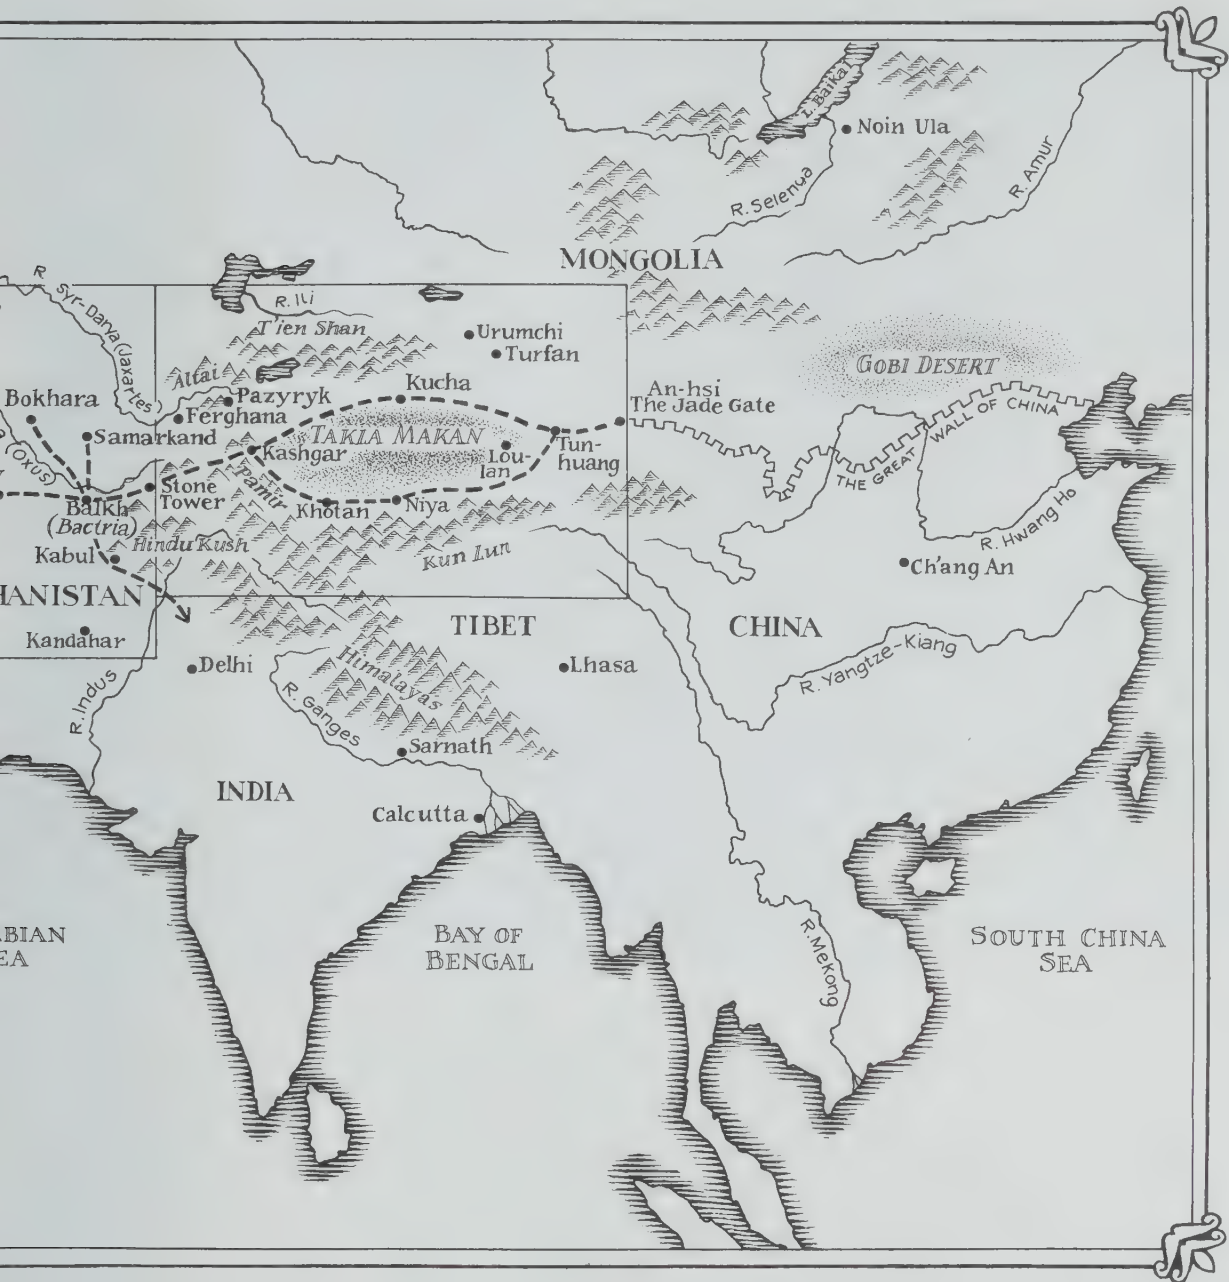 L. Baikal
Noin Ula
R. Amur
R. Selenga
MONGOLIA
R Syr-Darya (Jaxartes)
R. Ili
T'ien Shan
Urumchi
Turfan
GOBI DESERT
Altai
Pazyryk
Kucha
An-hsi
The Jade Gate
Bokhara
Ferghana
THE GREAT WALL OF CHINA
Samarkand
TAKLA MAKAN
Kashgar
Lou-
lan
Tun-
huang
(Oxus)
Stone
Tower
Pamir
Khotan
Niya
Balkh
(Bactria)
Hindu Kush
Kun Lun
R. Hwang Ho
Kabul
Ch'ang An
HANISTAN
TIBET
CHINA
Kandahar
Delhi
Himalayas
Lhasa
R. Yangtze-Kiang
R. Indus
R. Ganges
Sarnath
INDIA
Calcutta
BIAN
EA
BAY OF
BENGAL
R. Mekong
SOUTH CHINA
SEA